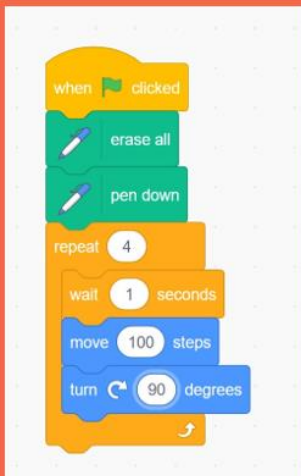 when clicked
erase all
pen down
repeat 4
wait 1 seconds
move 100 steps
turn 90 degrees